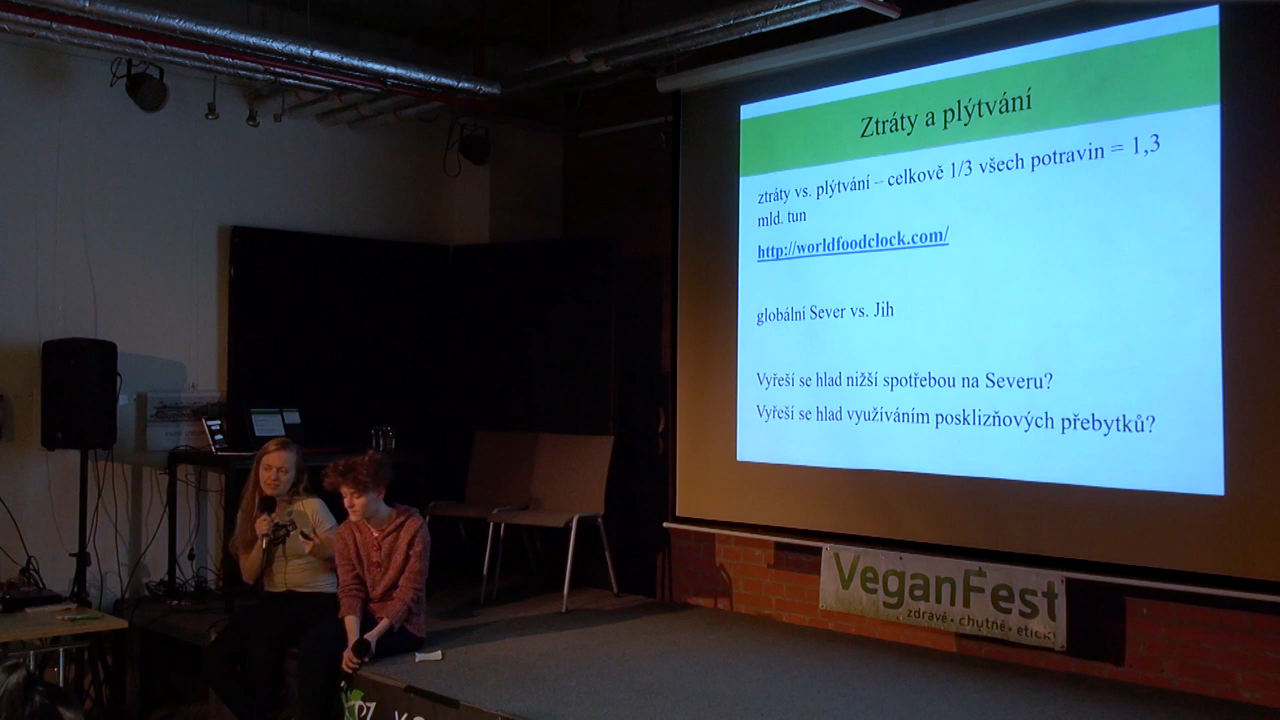 Ztráty a plýtvání
ztráty vs. plýtvání – celkově 1/3 všech potravin = 1,3
mld. tun
http://worldfoodclock.com/
globální Sever vs. Jih
Vyřeší se hlad nižší spotřebou na Severu?
Vyřeší se hlad využíváním posklizňových přebytků?
VeganFest
zdravě • chutně • eticky